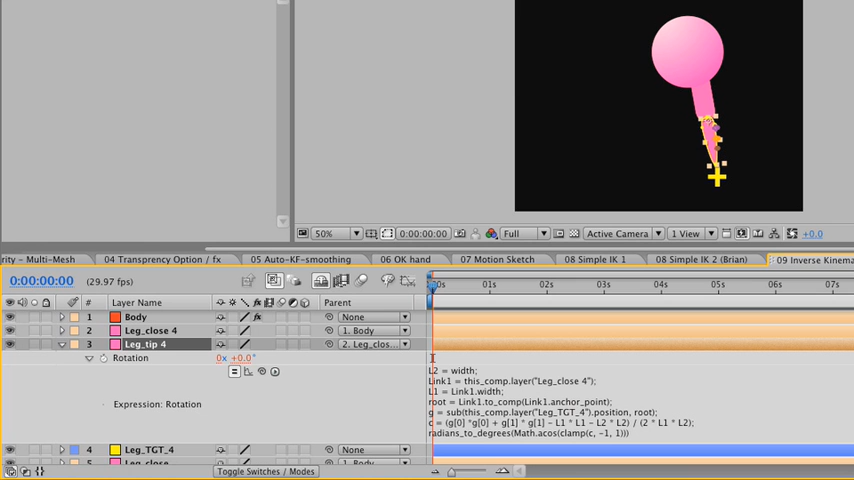 50%
0:00:00:00
Full
Active Camera
1 View
+0.0
rity - Multi-Mesh
04 Transprency Option / fx
05 Auto-KF-smoothing
06 OK hand
07 Motion Sketch
08 Simple IK 1
08 Simple IK 2 (Brian)
09 Inverse Kinema
0:00:00:00
(29.97 fps)
00s
01s
02s
03s
04s
05s
06s
07s
#
Layer Name
Parent
1
Body
None
2
Leg_close 4
1. Body
3
Leg_tip 4
2. Leg_clos...
Rotation
0x +0.0°
Expression: Rotation
L2 = width;
Link1 = this_comp.layer("Leg_close 4");
L1 = Link1.width;
root = Link1.to_comp(Link1.anchor_point);
g = sub(this_comp.layer("Leg_TGT_4").position, root);
c = (g[0] *g[0] + g[1] * g[1] - L1 * L1 - L2 * L2) / (2 * L1 * L2);
radians_to_degrees(Math.acos(clamp(c, -1, 1)))
4
Leg_TGT_4
None
5
Leg_close
1. Body
Toggle Switches / Modes